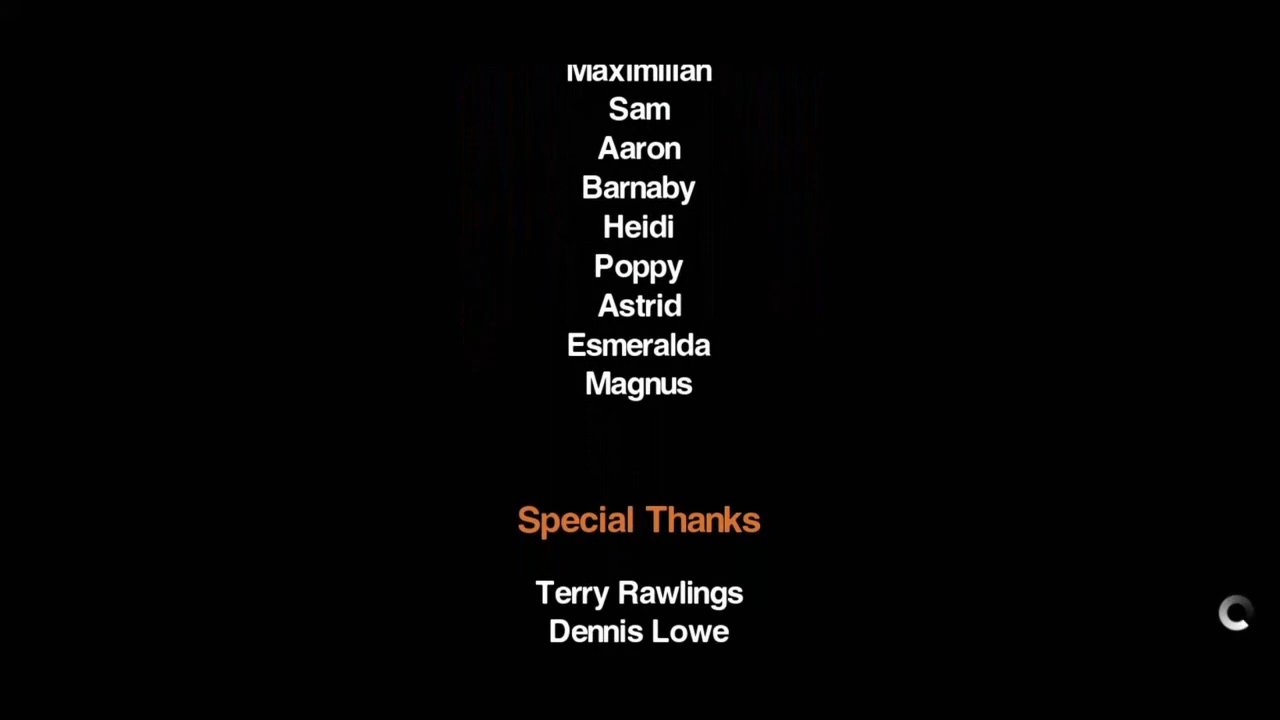 Maximilian
Sam
Aaron
Barnaby
Heidi
Poppy
Astrid
Esmeralda
Magnus
Special Thanks
Terry Rawlings
Dennis Lowe